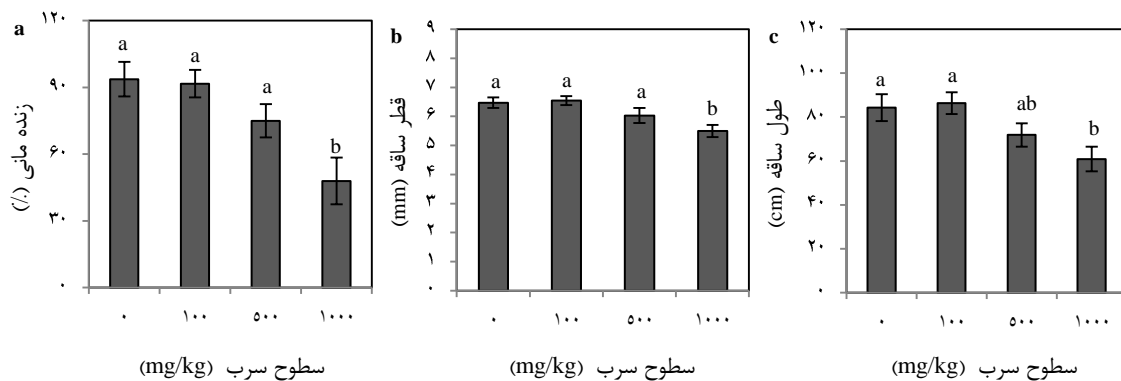 a
زنده مانی (٪)
۱۲۰
۹۰
۶۰
۳۰
۰
a
a
a
b
۰ ۱۰۰ ۵۰۰ ۱۰۰۰
سطوح سرب (mg/kg)
b
قطر ساقه (mm)
۹
۸
۷
۶
۵
۴
۳
۲
۱
۰
a
a
a
b
۰ ۱۰۰ ۵۰۰ ۱۰۰۰
سطوح سرب (mg/kg)
c
طول ساقه (cm)
۱۲۰
۱۰۰
۸۰
۶۰
۴۰
۲۰
۰
a
a
ab
b
۰ ۱۰۰ ۵۰۰ ۱۰۰۰
سطوح سرب (mg/kg)